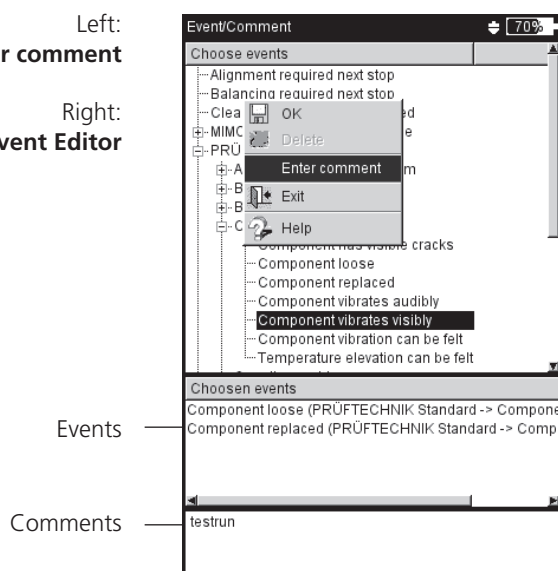 Left:
r comment
Right:
vent Editor
Event/Comment 70%
Choose events
Alignment required next stop
Balancing required next stop
Clea OK ed
MIMO e
PRÜ Delete
A Enter comment m
B
B Exit
C Help
Component has visible cracks
Component loose
Component replaced
Component vibrates audibly
Component vibrates visibly
Component vibration can be felt
Temperature elevation can be felt
Choosen events
Component loose (PRÜFTECHNIK Standard -> Compone
Component replaced (PRÜFTECHNIK Standard -> Comp
Events
Comments
testrun